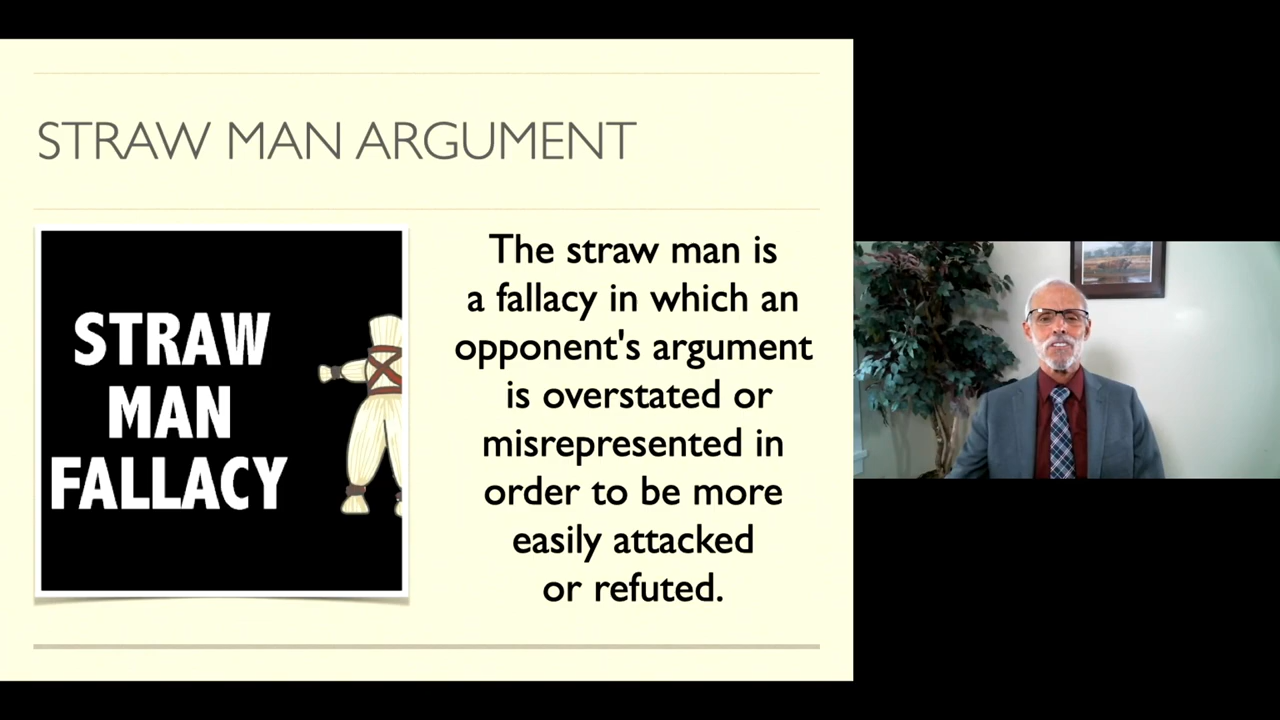 STRAW MAN ARGUMENT
STRAW
MAN
FALLACY
The straw man is
a fallacy in which an
opponent's argument
is overstated or
misrepresented in
order to be more
easily attacked
or refuted.